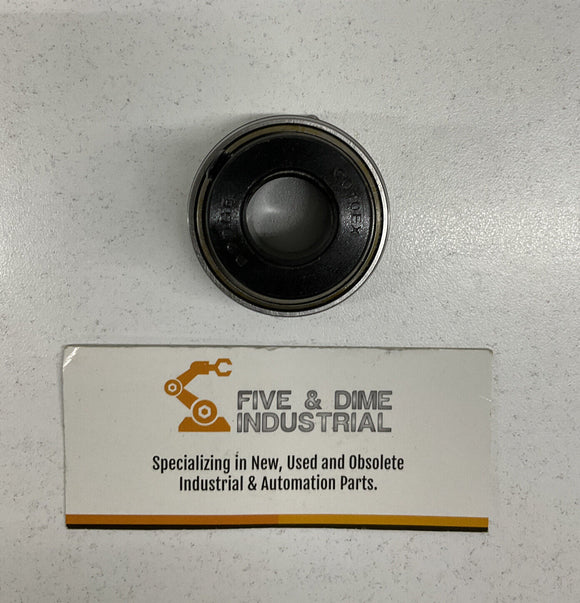 FIVE & DIME
INDUSTRIAL
Specializing in New, Used and Obsolete
Industrial & Automation Parts.